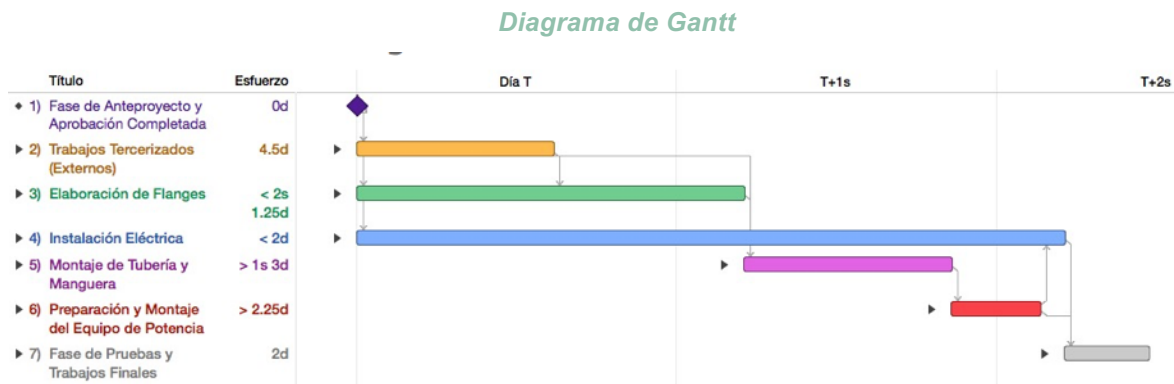 Diagrama de Gantt
Título Esfuerzo Día T T+1s T+2s
1) Fase de Anteproyecto y 0d
Aprobación Completada
2) Trabajos Tercerizados 4.5d
(Externos)
3) Elaboración de Flanges < 2s
1.25d
4) Instalación Eléctrica < 2d
5) Montaje de Tubería y > 1s 3d
Manguera
6) Preparación y Montaje > 2.25d
del Equipo de Potencia
7) Fase de Pruebas y 2d
Trabajos Finales